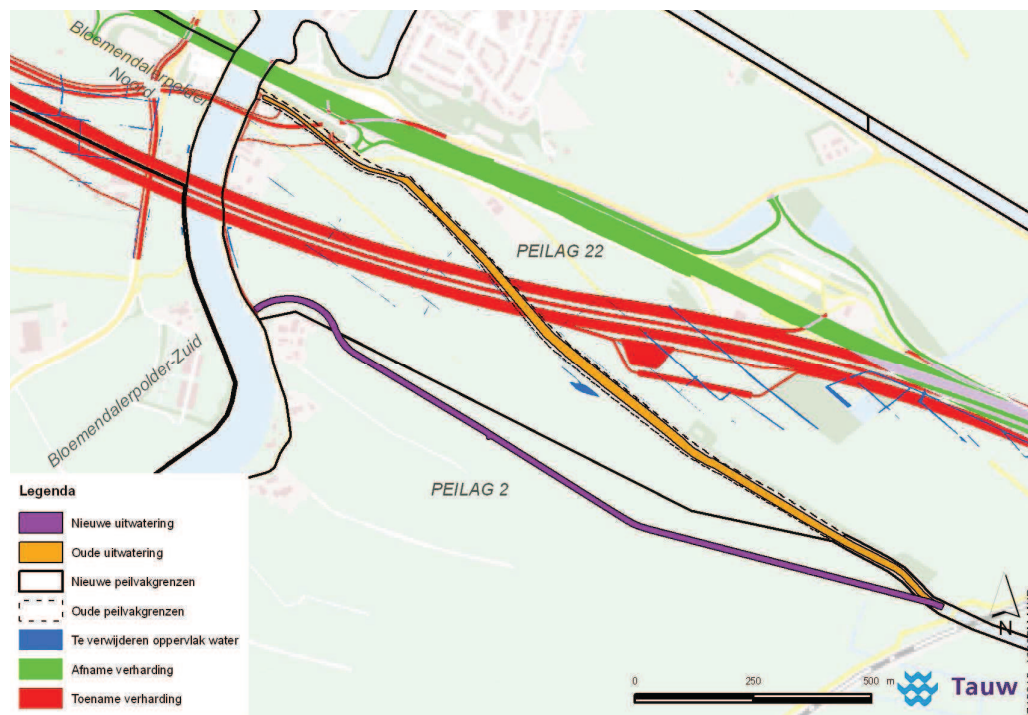 Bloemendalerpolder
Noord
PEILAG 22
Bloemendalerpolder-Zuid
PEILAG 2
Legenda
Nieuwe uitwatering
Oude uitwatering
Nieuwe peilvakgrenzen
Oude peilvakgrenzen
Te verwijderen oppervlak water
Afname verharding
Toename verharding
N
0 250 500 m
Tauw